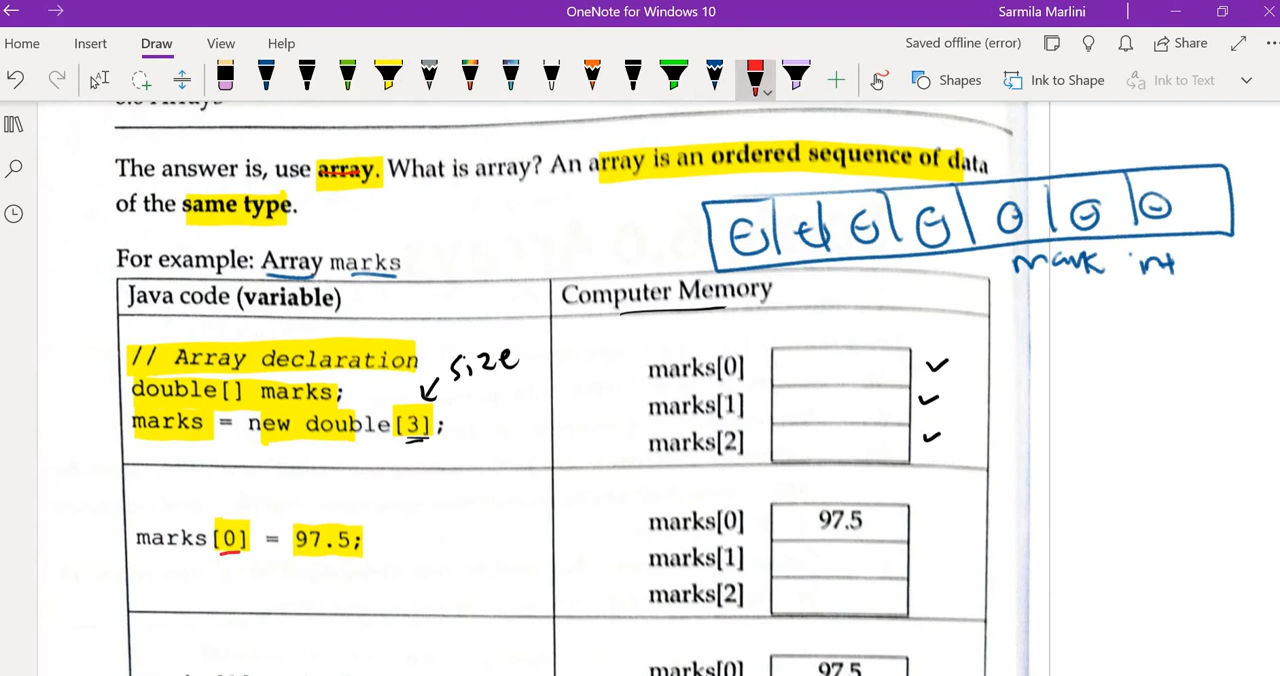 OneNote for Windows 10
Sarmila Marlini
Home Insert Draw View Help
Saved offline (error) Share
Shapes Ink to Shape Ink to Text
The answer is, use array. What is array? An array is an ordered sequence of data
of the same type.
mark int
For example: Array marks
Java code (variable)
Computer Memory
// Array declaration
double[] marks;
marks = new double[3];
size
marks[0]
marks[1]
marks[2]
marks[0] = 97.5;
marks[0] 97.5
marks[1]
marks[2]
marks[0] 97.5